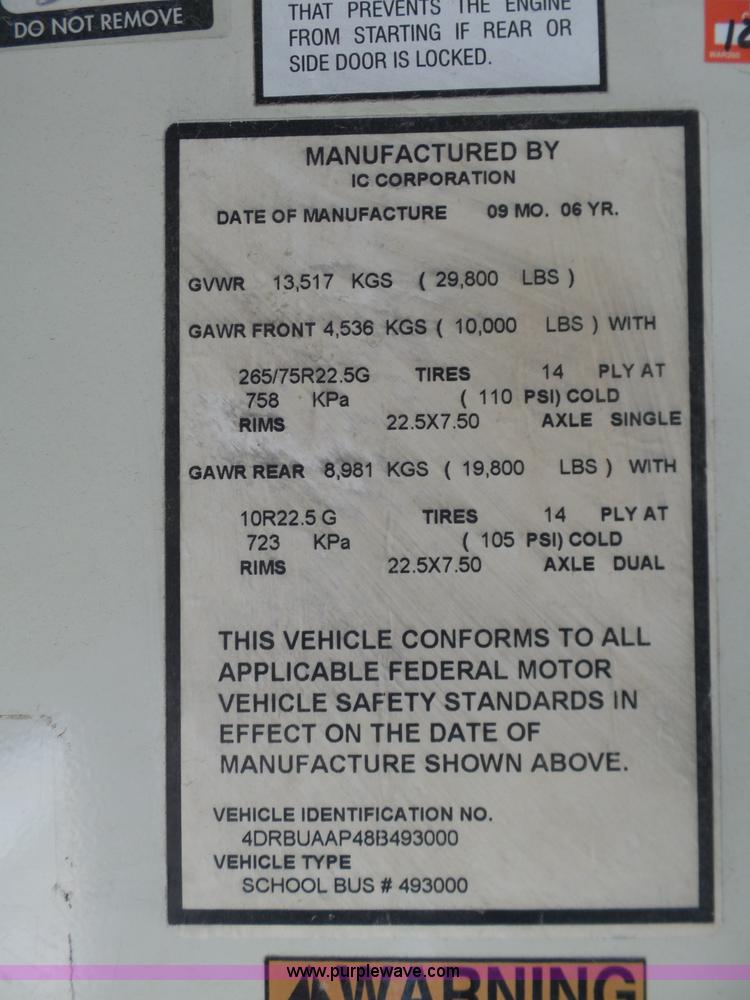 DO NOT REMOVE
THAT PREVENTS THE ENGINE
FROM STARTING IF REAR OR
SIDE DOOR IS LOCKED.
MANUFACTURED BY
IC CORPORATION
DATE OF MANUFACTURE 09 MO. 06 YR.
GVWR 13,517 KGS ( 29,800 LBS )
GAWR FRONT 4,536 KGS ( 10,000 LBS ) WITH
265/75R22.5G TIRES 14 PLY AT
758 KPa ( 110 PSI) COLD
RIMS 22.5X7.50 AXLE SINGLE
GAWR REAR 8,981 KGS ( 19,800 LBS ) WITH
10R22.5 G TIRES 14 PLY AT
723 KPa ( 105 PSI) COLD
RIMS 22.5X7.50 AXLE DUAL
THIS VEHICLE CONFORMS TO ALL
APPLICABLE FEDERAL MOTOR
VEHICLE SAFETY STANDARDS IN
EFFECT ON THE DATE OF
MANUFACTURE SHOWN ABOVE.
VEHICLE IDENTIFICATION NO.
4DRBUAAP48B493000
VEHICLE TYPE
SCHOOL BUS # 493000
WARNING
www.purplewave.com